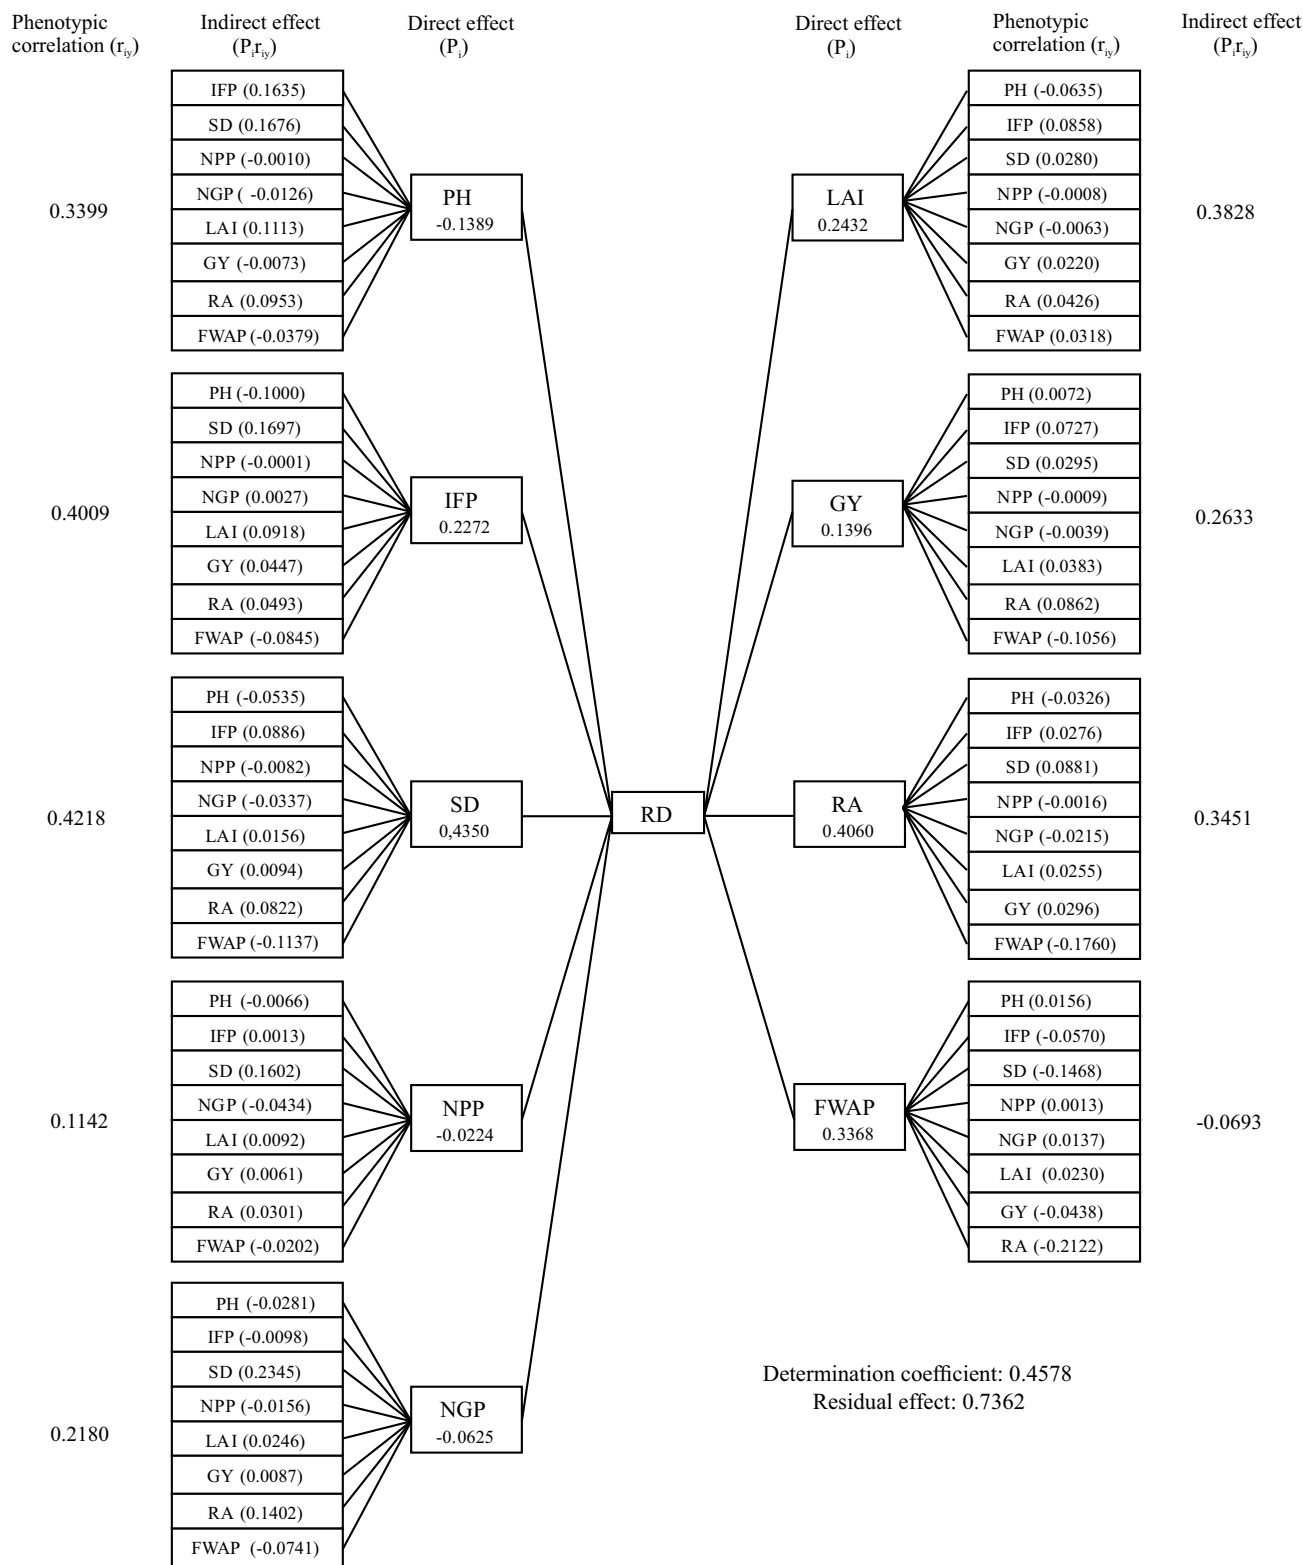 Phenotypic
correlation (r_iy)
Indirect effect
(P_i r_iy)
Direct effect
(P_i)
Direct effect
(P_i)
Phenotypic
correlation (r_iy)
Indirect effect
(P_i r_iy)
0.3399
IFP (0.1635)
SD (0.1676)
NPP (-0.0010)
NGP ( -0.0126)
LAI (0.1113)
GY (-0.0073)
RA (0.0953)
FWAP (-0.0379)
PH
-0.1389
0.4009
PH (-0.1000)
SD (0.1697)
NPP (-0.0001)
NGP (0.0027)
LAI (0.0918)
GY (0.0447)
RA (0.0493)
FWAP (-0.0845)
IFP
0.2272
0.4218
PH (-0.0535)
IFP (0.0886)
NPP (-0.0082)
NGP (-0.0337)
LAI (0.0156)
GY (0.0094)
RA (0.0822)
FWAP (-0.1137)
SD
0,4350
0.1142
PH (-0.0066)
IFP (0.0013)
SD (0.1602)
NGP (-0.0434)
LAI (0.0092)
GY (0.0061)
RA (0.0301)
FWAP (-0.0202)
NPP
-0.0224
0.2180
PH (-0.0281)
IFP (-0.0098)
SD (0.2345)
NPP (-0.0156)
LAI (0.0246)
GY (0.0087)
RA (0.1402)
FWAP (-0.0741)
NGP
-0.0625
RD
LAI
0.2432
PH (-0.0635)
IFP (0.0858)
SD (0.0280)
NPP (-0.0008)
NGP (-0.0063)
GY (0.0220)
RA (0.0426)
FWAP (0.0318)
0.3828
GY
0.1396
PH (0.0072)
IFP (0.0727)
SD (0.0295)
NPP (-0.0009)
NGP (-0.0039)
LAI (0.0383)
RA (0.0862)
FWAP (-0.1056)
0.2633
RA
0.4060
PH (-0.0326)
IFP (0.0276)
SD (0.0881)
NPP (-0.0016)
NGP (-0.0215)
LAI (0.0255)
GY (0.0296)
FWAP (-0.1760)
0.3451
FWAP
0.3368
PH (0.0156)
IFP (-0.0570)
SD (-0.1468)
NPP (0.0013)
NGP (0.0137)
LAI (0.0230)
GY (-0.0438)
RA (-0.2122)
-0.0693
Determination coefficient: 0.4578
Residual effect: 0.7362